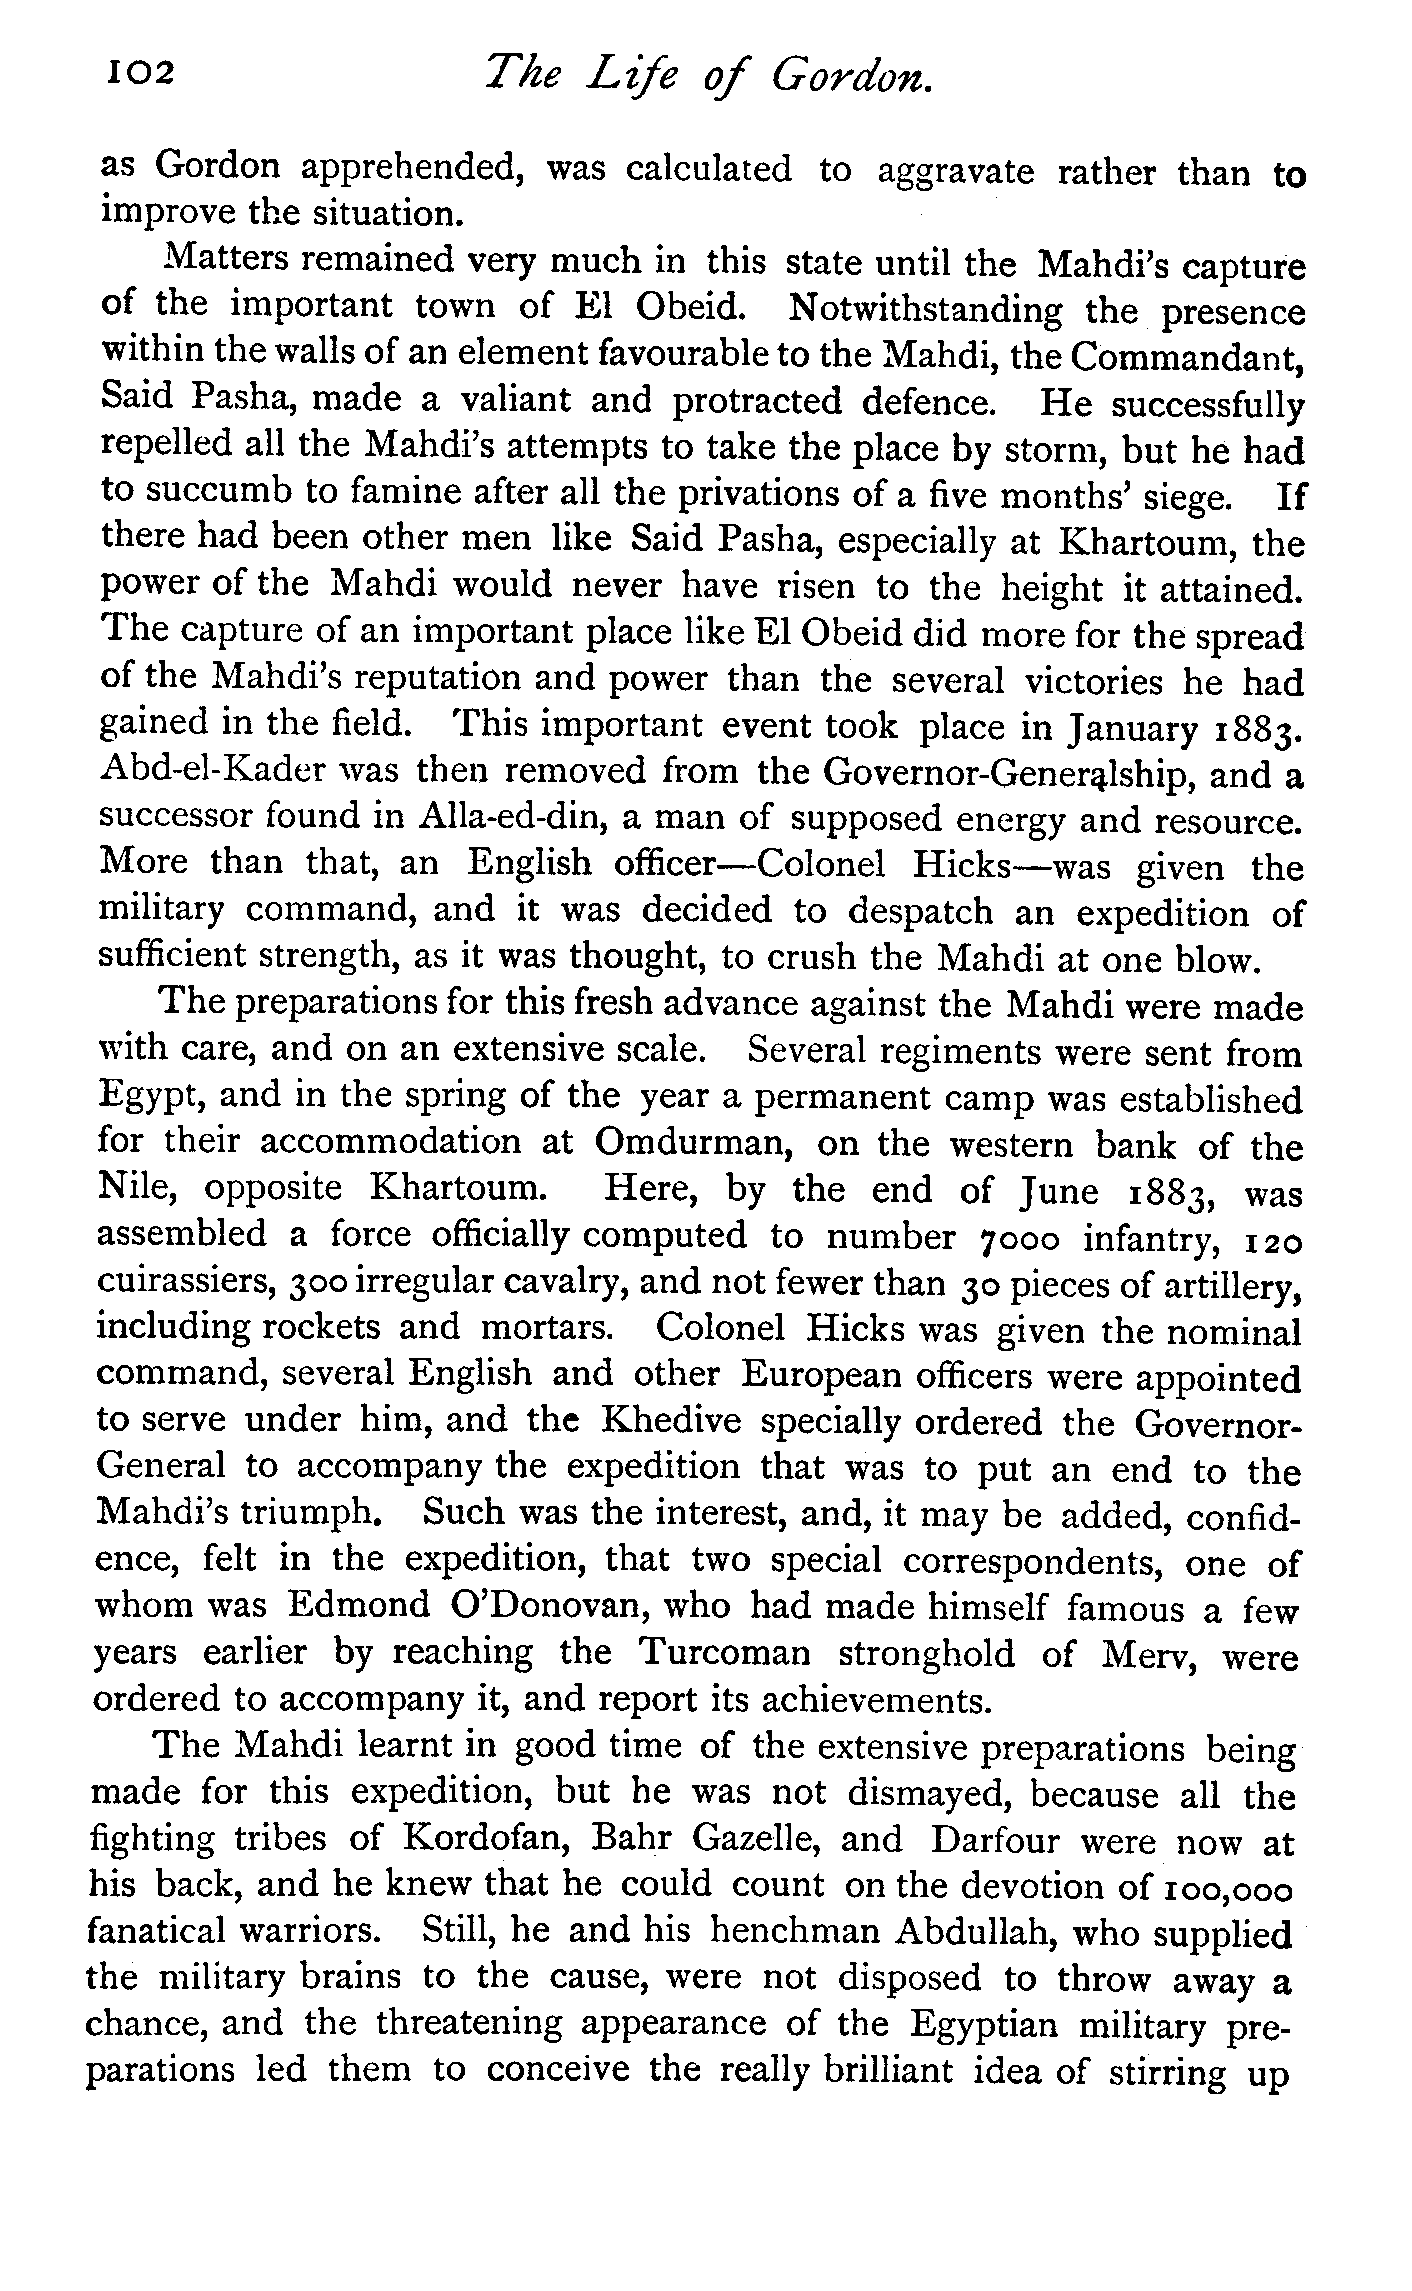 102 The Life of Gordon.
as Gordon apprehended, was calculated to aggravate rather than to
improve the situation.
Matters remained very much in this state until the Mahdi's capture
of the important town of El Obeid. Notwithstanding the presence
within the walls of an element favourable to the Mahdi, the Commandant,
Said Pasha, made a valiant and protracted defence. He successfully
repelled all the Mahdi's attempts to take the place by storm, but he had
to succumb to famine after all the privations of a five months' siege. If
there had been other men like Said Pasha, especially at Khartoum, the
power of the Mahdi would never have risen to the height it attained.
The capture of an important place like El Obeid did more for the spread
of the Mahdi's reputation and power than the several victories he had
gained in the field. This important event took place in January 1883.
Abd-el-Kader was then removed from the Governor-Generalship, and a
successor found in Alla-ed-din, a man of supposed energy and resource.
More than that, an English officer—Colonel Hicks—was given the
military command, and it was decided to despatch an expedition of
sufficient strength, as it was thought, to crush the Mahdi at one blow.
The preparations for this fresh advance against the Mahdi were made
with care, and on an extensive scale. Several regiments were sent from
Egypt, and in the spring of the year a permanent camp was established
for their accommodation at Omdurman, on the western bank of the
Nile, opposite Khartoum. Here, by the end of June 1883, was
assembled a force officially computed to number 7000 infantry, 120
cuirassiers, 300 irregular cavalry, and not fewer than 30 pieces of artillery,
including rockets and mortars. Colonel Hicks was given the nominal
command, several English and other European officers were appointed
to serve under him, and the Khedive specially ordered the Governor-
General to accompany the expedition that was to put an end to the
Mahdi's triumph. Such was the interest, and, it may be added, confid-
ence, felt in the expedition, that two special correspondents, one of
whom was Edmond O'Donovan, who had made himself famous a few
years earlier by reaching the Turcoman stronghold of Merv, were
ordered to accompany it, and report its achievements.
The Mahdi learnt in good time of the extensive preparations being
made for this expedition, but he was not dismayed, because all the
fighting tribes of Kordofan, Bahr Gazelle, and Darfour were now at
his back, and he knew that he could count on the devotion of 100,000
fanatical warriors. Still, he and his henchman Abdullah, who supplied
the military brains to the cause, were not disposed to throw away a
chance, and the threatening appearance of the Egyptian military pre-
parations led them to conceive the really brilliant idea of stirring up